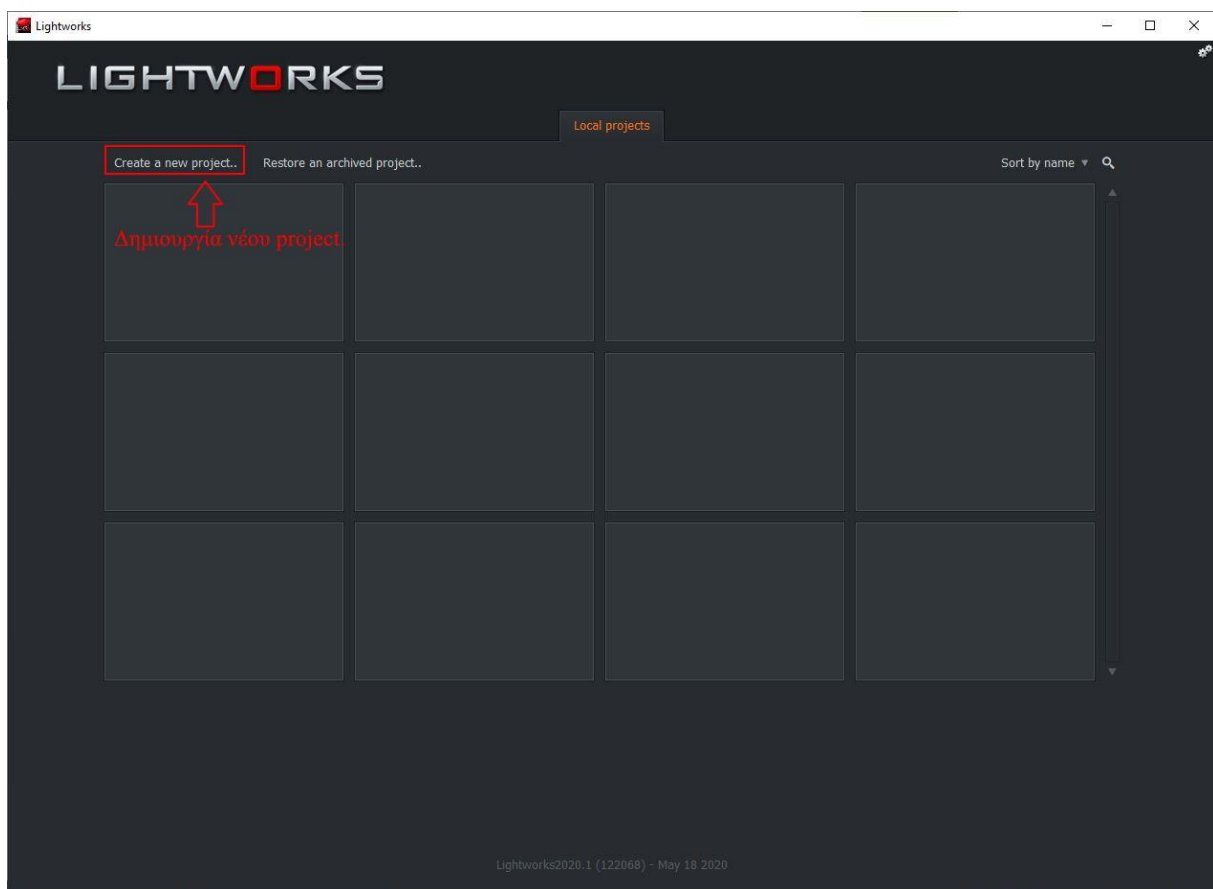 Lightworks
LIGHTWORKS
Local projects
Create a new project.. Restore an archived project.. Sort by name
Δημιουργία νέου project.
Lightworks2020.1 (122068) - May 18 2020